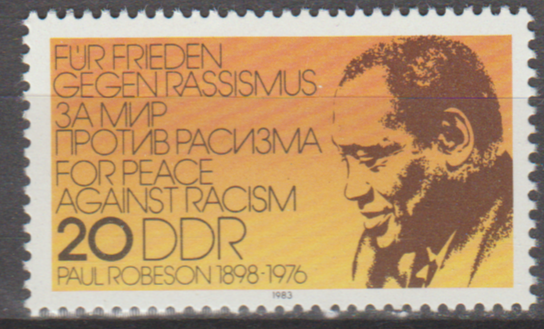 FÜR FRIEDEN
GEGEN RASSISMUS
ЗА МИР
ПРОТИВ РАСИЗМА
FOR PEACE
AGAINST RACISM
20 DDR
PAUL ROBESON 1898-1976
1983